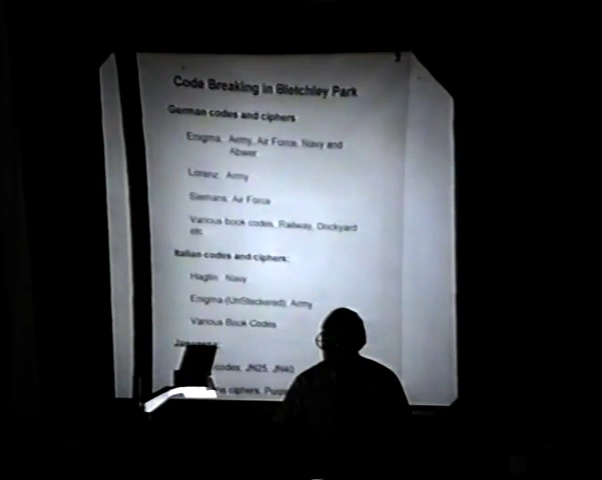 Code Breaking in Bletchley Park
German codes and ciphers
Enigma: Army, Air Force, Navy and
Abwer
Lorenz: Army
Siemans: Air Force
Various book codes, Railway, Dockyard
etc
Italian codes and ciphers:
Haglin: Navy
Enigma (UnSteckered): Army
Various Book Codes
codes: JN25, JN40
ciphers,